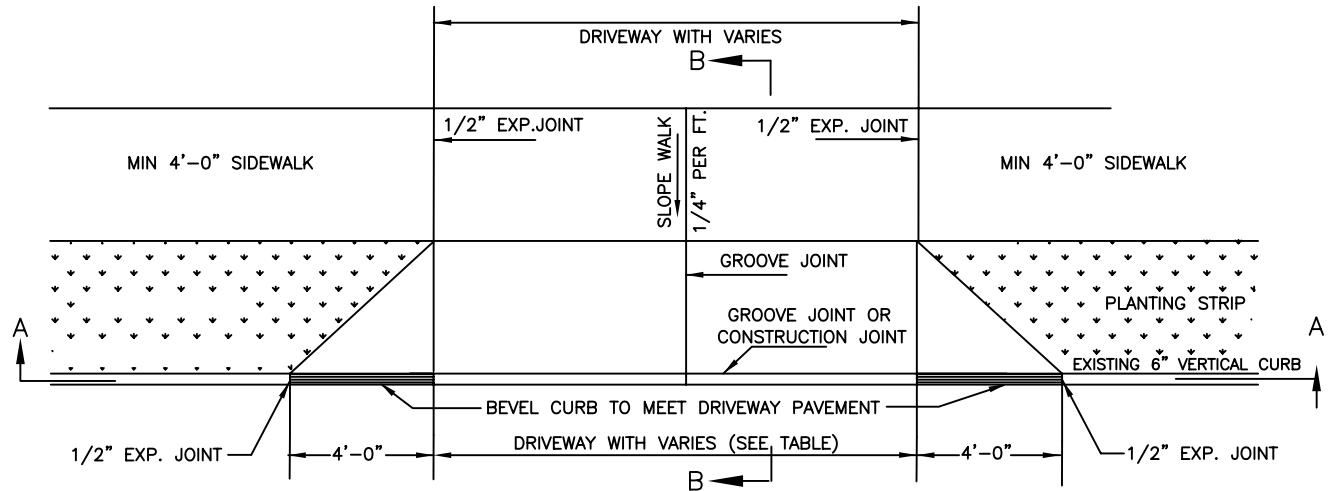 DRIVEWAY WITH VARIES
B
1/2" EXP.JOINT
1/2" EXP. JOINT
SLOPE WALK
1/4" PER FT.
MIN 4'-0" SIDEWALK
MIN 4'-0" SIDEWALK
GROOVE JOINT
PLANTING STRIP
GROOVE JOINT OR
CONSTRUCTION JOINT
A
A
EXISTING 6" VERTICAL CURB
BEVEL CURB TO MEET DRIVEWAY PAVEMENT
DRIVEWAY WITH VARIES (SEE TABLE)
1/2" EXP. JOINT
4'-0"
4'-0"
1/2" EXP. JOINT
B